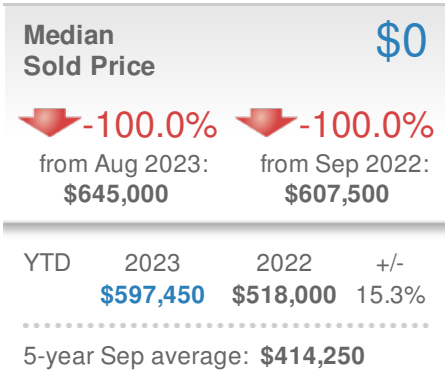 Median $0
Sold Price
-100.0% -100.0%
from Aug 2023: from Sep 2022:
$645,000 $607,500
YTD 2023 2022 +/-
$597,450 $518,000 15.3%
5-year Sep average: $414,250